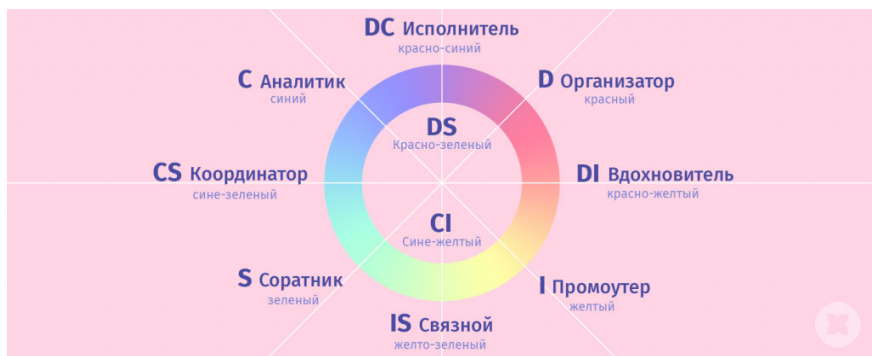 DC Исполнитель
красно-синий
C Аналитик
синий
D Организатор
красный
DS
Красно-зеленый
CS Координатор
сине-зеленый
DI Вдохновитель
красно-желтый
CI
Сине-желтый
S Соратник
зеленый
I Промоутер
желтый
IS Связной
желто-зеленый